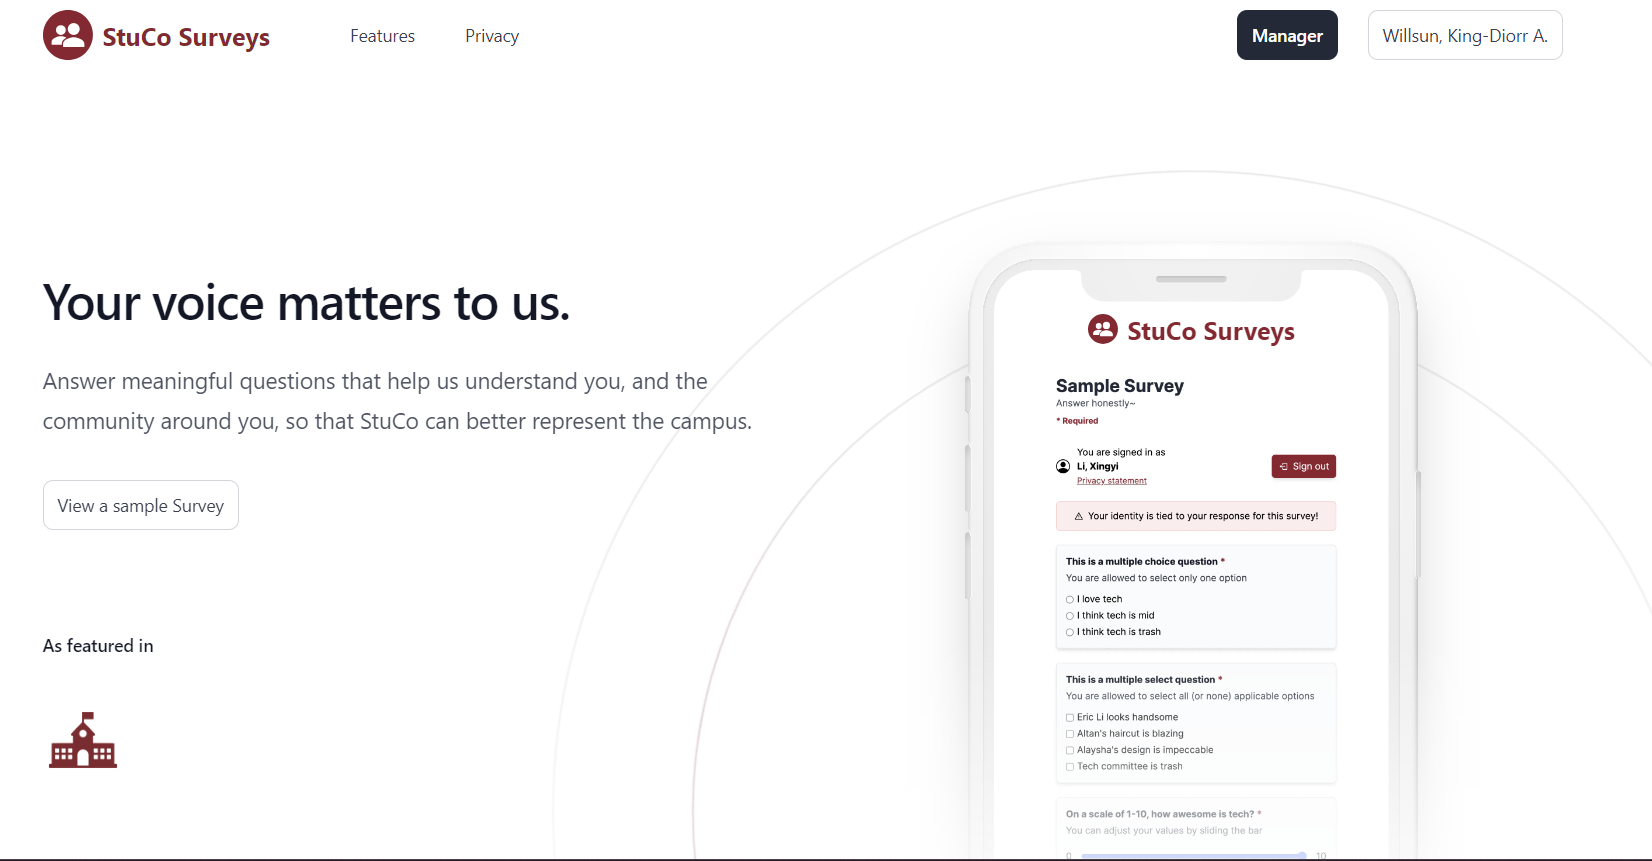 StuCo Surveys
Features
Privacy
Manager
Willsun, King-Diorr A.
Your voice matters to us.
Answer meaningful questions that help us understand you, and the
community around you, so that StuCo can better represent the campus.
View a sample Survey
As featured in
StuCo Surveys
Sample Survey
Answer honestly~
* Required
You are signed in as
Li, Xingyi
Privacy statement
Sign out
Your identity is tied to your response for this survey!
This is a multiple choice question *
You are allowed to select only one option
I love tech
I think tech is mid
I think tech is trash
This is a multiple select question *
You are allowed to select all (or none) applicable options
Eric Li looks handsome
Altan's haircut is blazing
Alaysha's design is impeccable
Tech committee is trash
On a scale of 1-10, how awesome is tech? *
You can adjust your values by sliding the bar
0
10